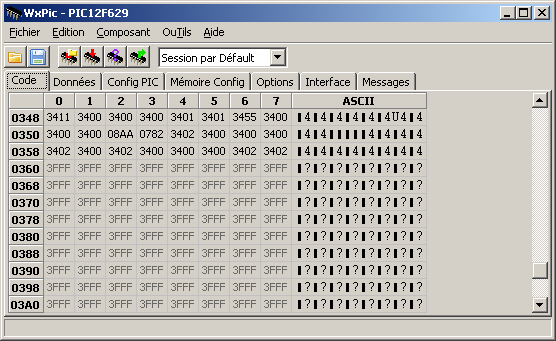 WxPic - PIC12F629
Fichier Edition Composant OuTils Aide
Session par Défault
Code Données Config PIC Mémoire Config Options Interface Messages
0 1 2 3 4 5 6 7 ASCII
0348 3411 3400 3400 3400 3401 3401 3455 3400 ▌4▌4▌4▌4▌4▌4U4▌4
0350 3400 3400 08AA 0782 3402 3400 3400 3400 ▌4▌4▌▌▌▌▌4▌4▌4▌4
0358 3402 3400 3402 3400 3400 3400 3402 3402 ▌4▌4▌4▌4▌4▌4▌4▌4
0360 3FFF 3FFF 3FFF 3FFF 3FFF 3FFF 3FFF 3FFF ▌?▌?▌?▌?▌?▌?▌?▌?
0368 3FFF 3FFF 3FFF 3FFF 3FFF 3FFF 3FFF 3FFF ▌?▌?▌?▌?▌?▌?▌?▌?
0370 3FFF 3FFF 3FFF 3FFF 3FFF 3FFF 3FFF 3FFF ▌?▌?▌?▌?▌?▌?▌?▌?
0378 3FFF 3FFF 3FFF 3FFF 3FFF 3FFF 3FFF 3FFF ▌?▌?▌?▌?▌?▌?▌?▌?
0380 3FFF 3FFF 3FFF 3FFF 3FFF 3FFF 3FFF 3FFF ▌?▌?▌?▌?▌?▌?▌?▌?
0388 3FFF 3FFF 3FFF 3FFF 3FFF 3FFF 3FFF 3FFF ▌?▌?▌?▌?▌?▌?▌?▌?
0390 3FFF 3FFF 3FFF 3FFF 3FFF 3FFF 3FFF 3FFF ▌?▌?▌?▌?▌?▌?▌?▌?
0398 3FFF 3FFF 3FFF 3FFF 3FFF 3FFF 3FFF 3FFF ▌?▌?▌?▌?▌?▌?▌?▌?
03A0 3FFF 3FFF 3FFF 3FFF 3FFF 3FFF 3FFF 3FFF ▌?▌?▌?▌?▌?▌?▌?▌?